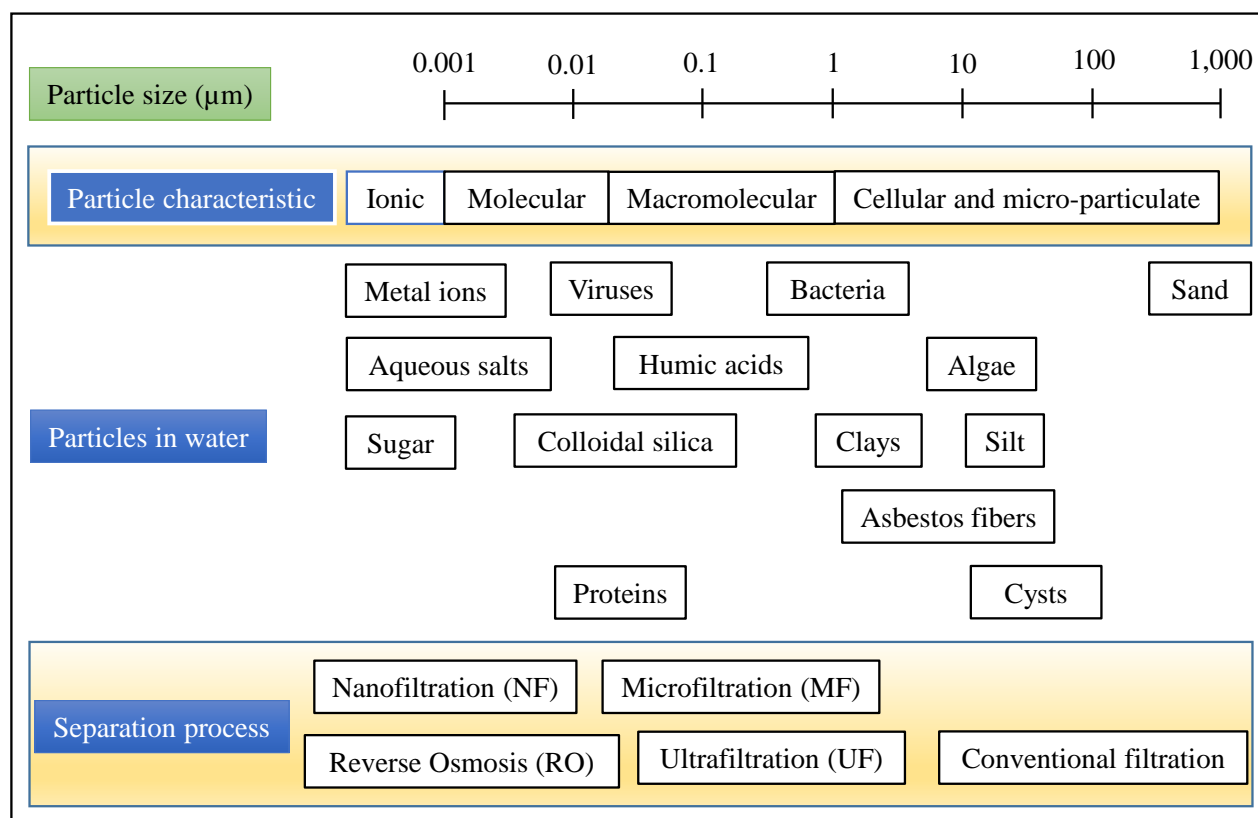 0.001 0.01 0.1 1 10 100 1,000
Particle size (µm)
Particle characteristic Ionic Molecular Macromolecular Cellular and micro-particulate
Metal ions Viruses Bacteria Sand
Aqueous salts Humic acids Algae
Particles in water Sugar Colloidal silica Clays Silt
Asbestos fibers
Proteins Cysts
Nanofiltration (NF) Microfiltration (MF)
Separation process
Reverse Osmosis (RO) Ultrafiltration (UF) Conventional filtration